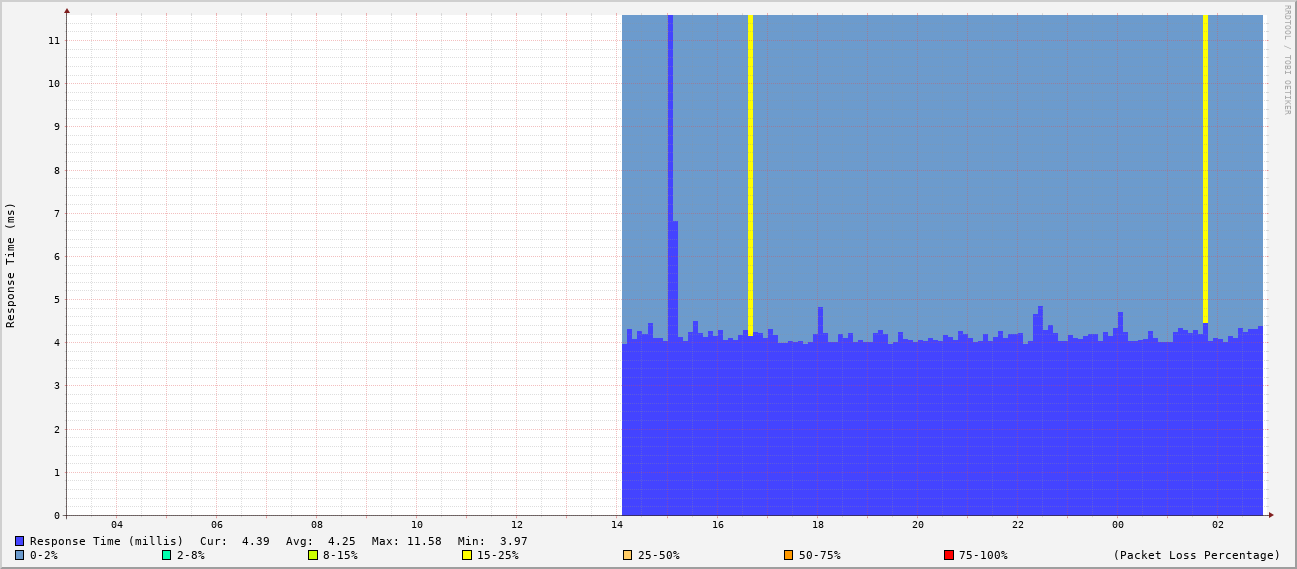 RRDTOOL / TOBI OETIKER
Response Time (ms)
11
10
9
8
7
6
5
4
3
2
1
0
04 06 08 10 12 14 16 18 20 22 00 02
Response Time (millis) Cur: 4.39 Avg: 4.25 Max: 11.58 Min: 3.97
0-2% 2-8% 8-15% 15-25% 25-50% 50-75% 75-100% (Packet Loss Percentage)